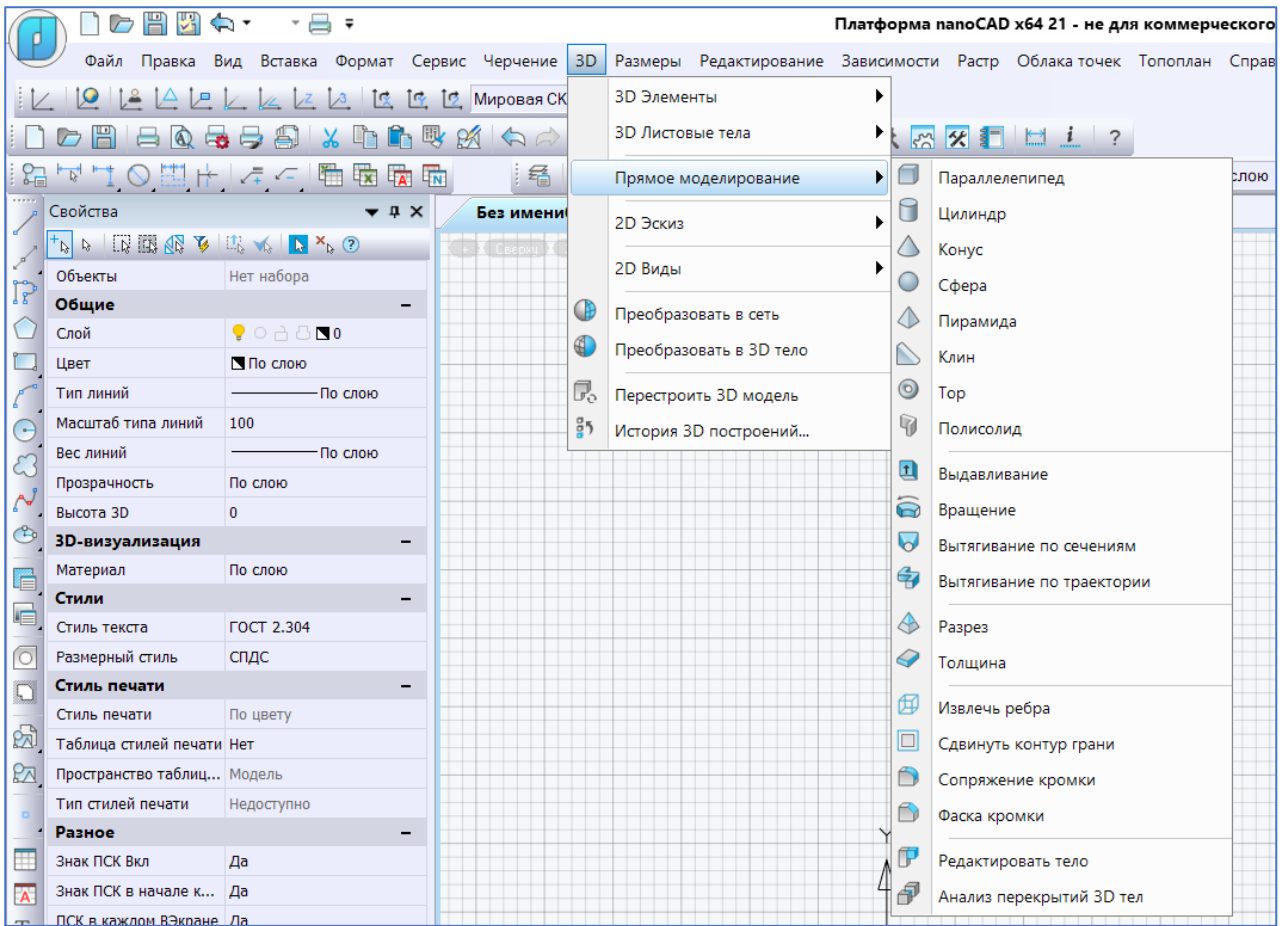 Платформа nanoCAD x64 21 - не для коммерческого
Файл Правка Вид Вставка Формат Сервис Черчение 3D Размеры Редактирование Зависимости Растр Облака точек Топоплан Справ
Мировая СК
3D Элементы
3D Листовые тела
Прямое моделирование
2D Эскиз
2D Виды
Преобразовать в сеть
Преобразовать в 3D тело
Перестроить 3D модель
История 3D построений...
Параллелепипед
Цилиндр
Конус
Сфера
Пирамида
Клин
Тор
Полисолид
Выдавливание
Вращение
Вытягивание по сечениям
Вытягивание по траектории
Разрез
Толщина
Извлечь ребра
Сдвинуть контур грани
Сопряжение кромки
Фаска кромки
Редактировать тело
Анализ перекрытий 3D тел
слою
Без имени
Сверху
Свойства
Объекты Нет набора
Общие
Слой 0
Цвет По слою
Тип линий По слою
Масштаб типа линий 100
Вес линий По слою
Прозрачность По слою
Высота 3D 0
3D-визуализация
Материал По слою
Стили
Стиль текста ГОСТ 2.304
Размерный стиль СПДС
Стиль печати
Стиль печати По цвету
Таблица стилей печати Нет
Пространство таблиц... Модель
Тип стилей печати Недоступно
Разное
Знак ПСК Вкл Да
Знак ПСК в начале к... Да
ПСК в каждом ВЭкране Да
Y